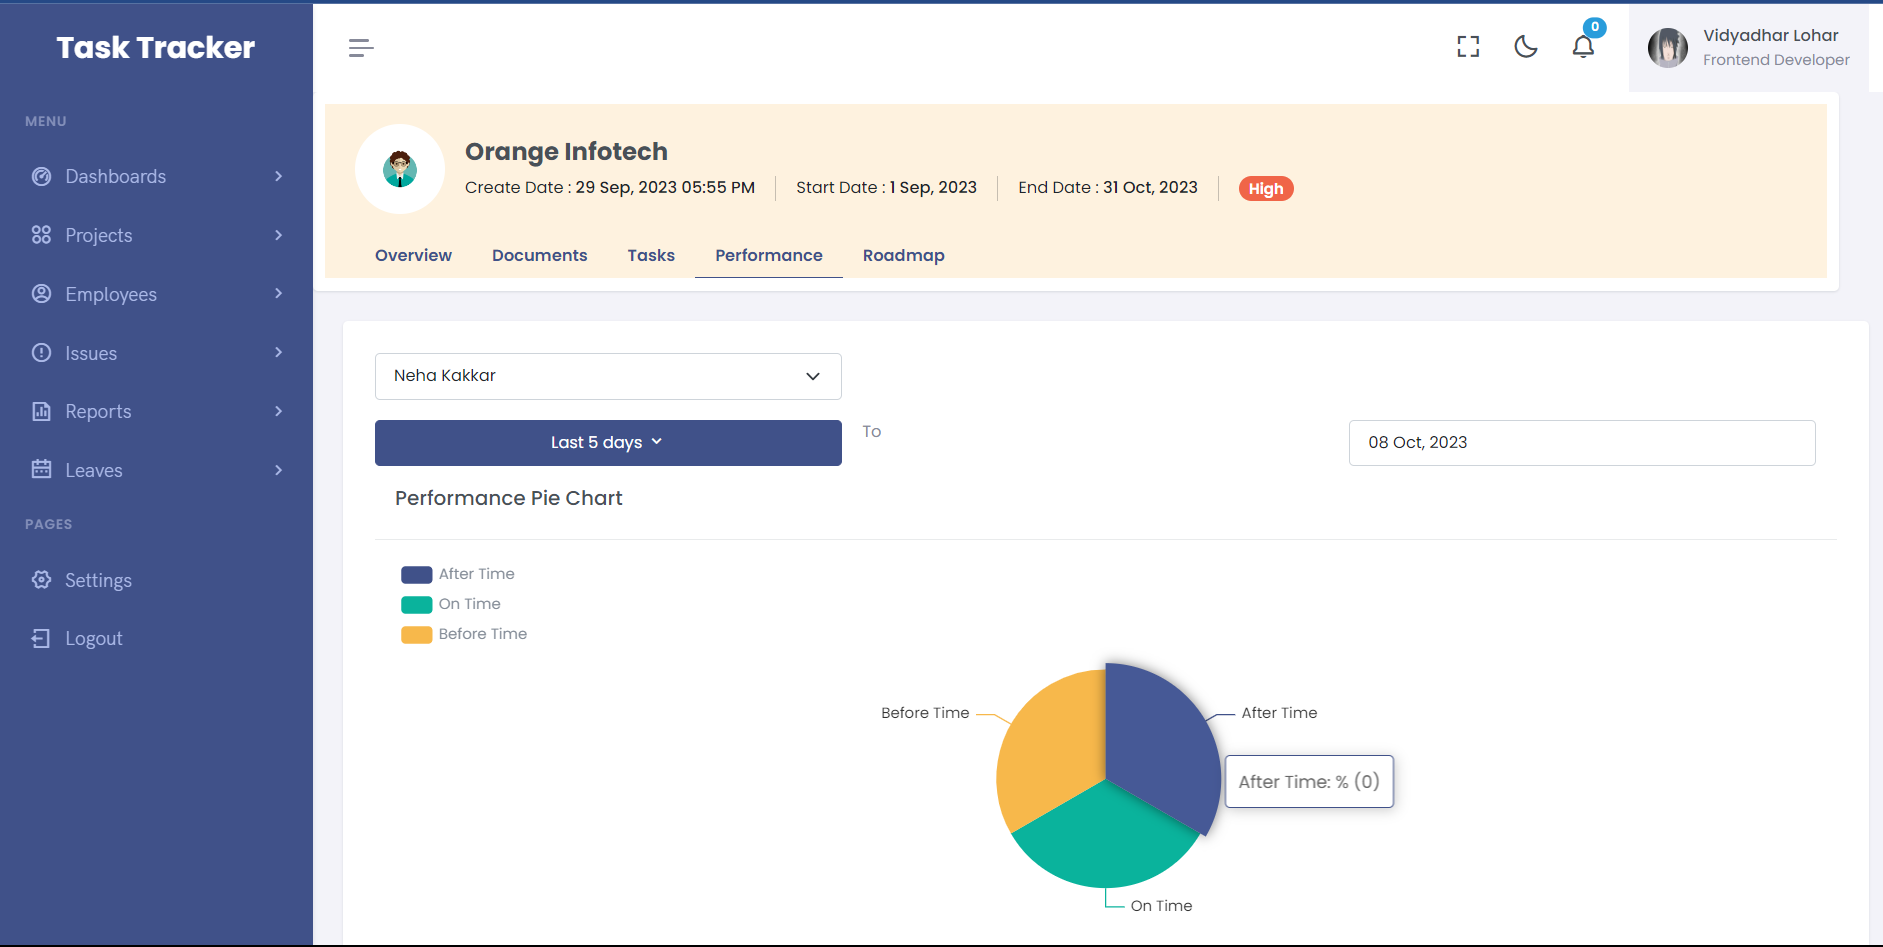 Task Tracker
MENU
Dashboards
Projects
Employees
Issues
Reports
Leaves
PAGES
Settings
Logout
0
Vidyadhar Lohar
Frontend Developer
Orange Infotech
Create Date : 29 Sep, 2023 05:55 PM
Start Date : 1 Sep, 2023
End Date : 31 Oct, 2023
High
Overview
Documents
Tasks
Performance
Roadmap
Neha Kakkar
Last 5 days
To
08 Oct, 2023
Performance Pie Chart
After Time
On Time
Before Time
Before Time
After Time
After Time: % (0)
On Time